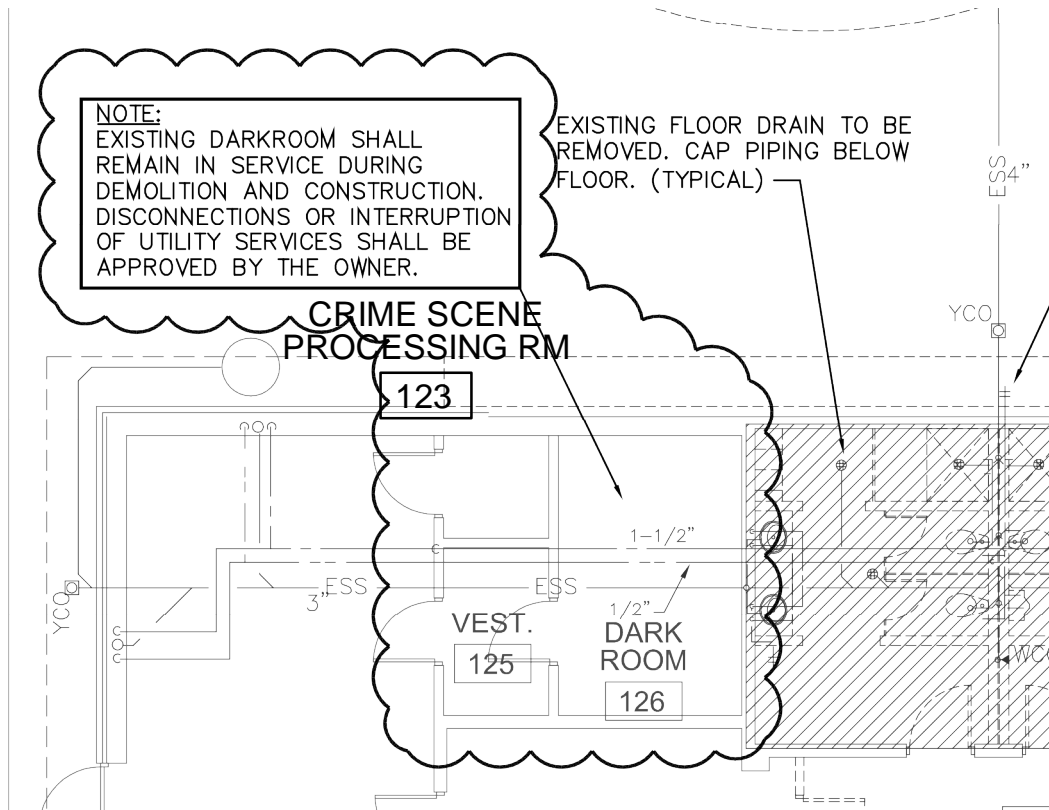 NOTE:
EXISTING DARKROOM SHALL
REMAIN IN SERVICE DURING
DEMOLITION AND CONSTRUCTION.
DISCONNECTIONS OR INTERRUPTION
OF UTILITY SERVICES SHALL BE
APPROVED BY THE OWNER.
EXISTING FLOOR DRAIN TO BE
REMOVED. CAP PIPING BELOW
FLOOR. (TYPICAL)
ESS
4"
YCO
CRIME SCENE
PROCESSING RM
123
1-1/2"
YCO
3"
ESS
ESS
1/2"
VEST.
125
DARK
ROOM
126